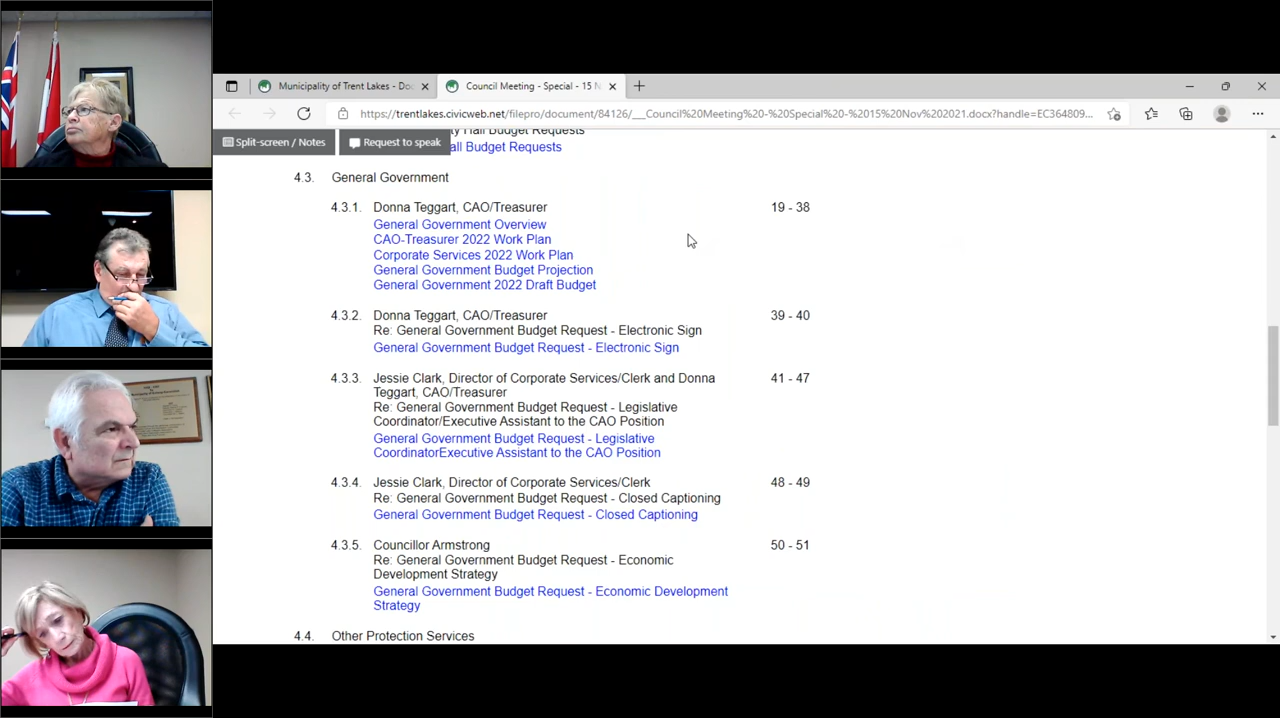 Municipality of Trent Lakes - Doc
Council Meeting - Special - 15 N
https://trentlakes.civicweb.net/filepro/document/84126/___Council%20Meeting%20-%20Special%20-%2015%20Nov%202021.docx?handle=EC364809...
Split-screen / Notes
Request to speak
ty Hall Budget Requests
all Budget Requests
4.3. General Government
4.3.1. Donna Teggart, CAO/Treasurer 19 - 38
General Government Overview
CAO-Treasurer 2022 Work Plan
Corporate Services 2022 Work Plan
General Government Budget Projection
General Government 2022 Draft Budget
4.3.2. Donna Teggart, CAO/Treasurer 39 - 40
Re: General Government Budget Request - Electronic Sign
General Government Budget Request - Electronic Sign
4.3.3. Jessie Clark, Director of Corporate Services/Clerk and Donna 41 - 47
Teggart, CAO/Treasurer
Re: General Government Budget Request - Legislative
Coordinator/Executive Assistant to the CAO Position
General Government Budget Request - Legislative
CoordinatorExecutive Assistant to the CAO Position
4.3.4. Jessie Clark, Director of Corporate Services/Clerk 48 - 49
Re: General Government Budget Request - Closed Captioning
General Government Budget Request - Closed Captioning
4.3.5. Councillor Armstrong 50 - 51
Re: General Government Budget Request - Economic
Development Strategy
General Government Budget Request - Economic Development
Strategy
4.4. Other Protection Services